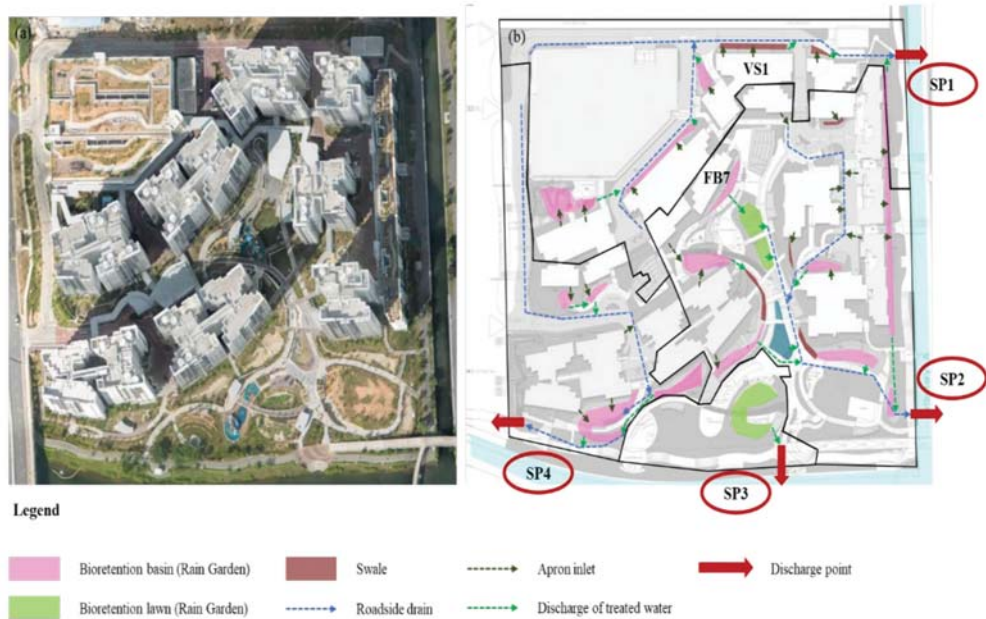 (a)
(b)
VS1
SP1
FB7
SP2
SP4
SP3
Legend
Bioretention basin (Rain Garden)
Swale
Apron inlet
Discharge point
Bioretention lawn (Rain Garden)
Roadside drain
Discharge of treated water